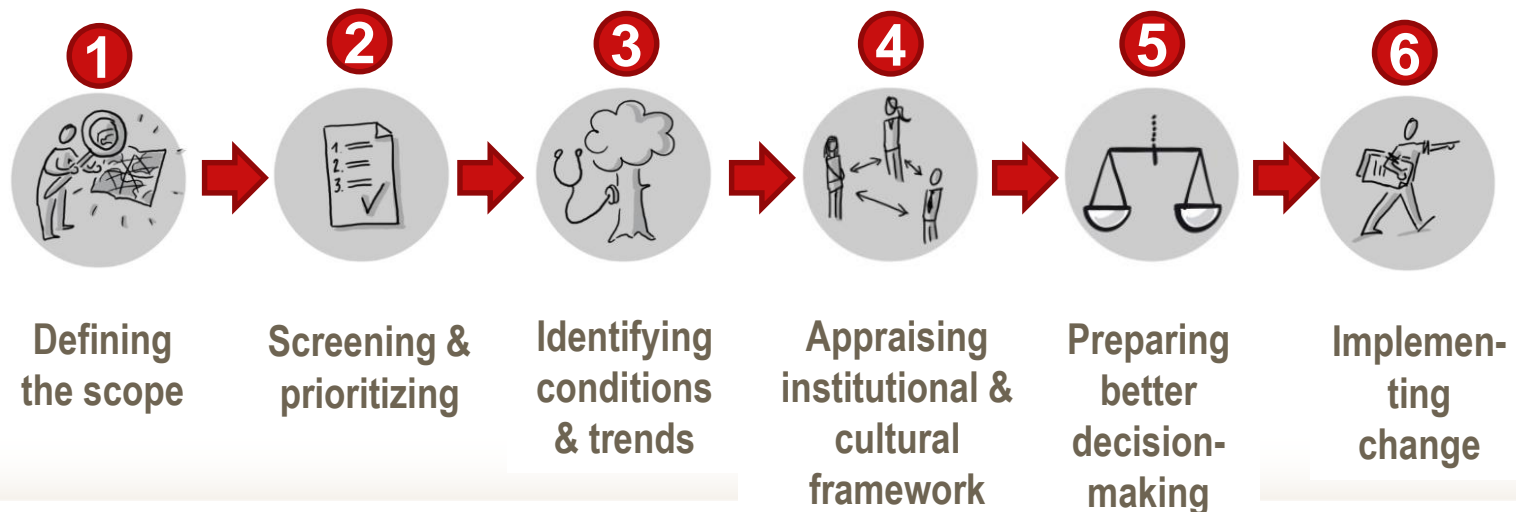 1
Defining
the scope
2
1.
2.
3.
Screening &
prioritizing
3
Identifying
conditions
& trends
4
Appraising
institutional &
cultural
framework
5
Preparing
better
decision-
making
6
Implemen-
ting
change